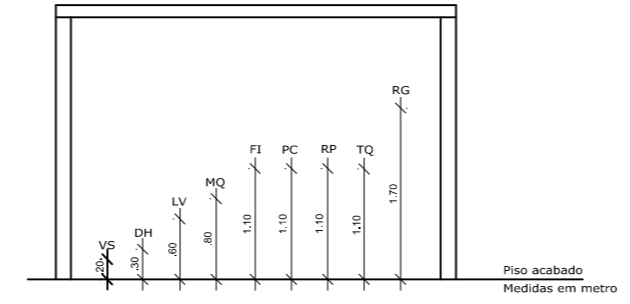 RG
FI PC RP TQ
MQ
LV
DH
VS
.20 .30 .60 .80 1.10 1.10 1.10 1.10 1.70
Piso acabado
Medidas em metro